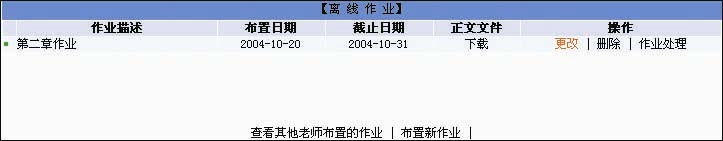 【离 线 作 业】
作业描述 布置日期 截止日期 正文文件 操作
第二章作业 2004-10-20 2004-10-31 下载 更改 | 删除 | 作业处理
查看其他老师布置的作业 | 布置新作业 |